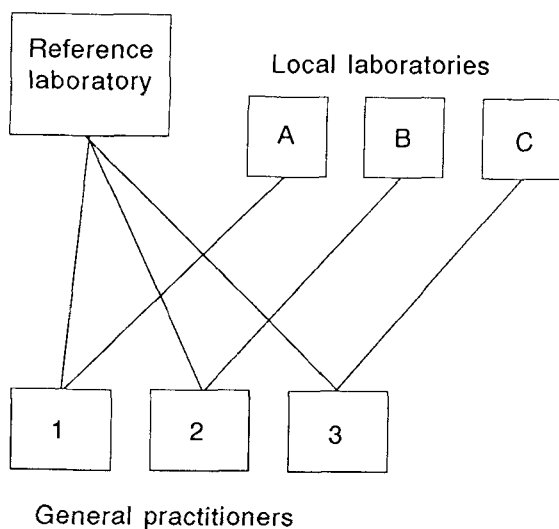 Reference
laboratory
Local laboratories
A
B
C
1
2
3
General practitioners